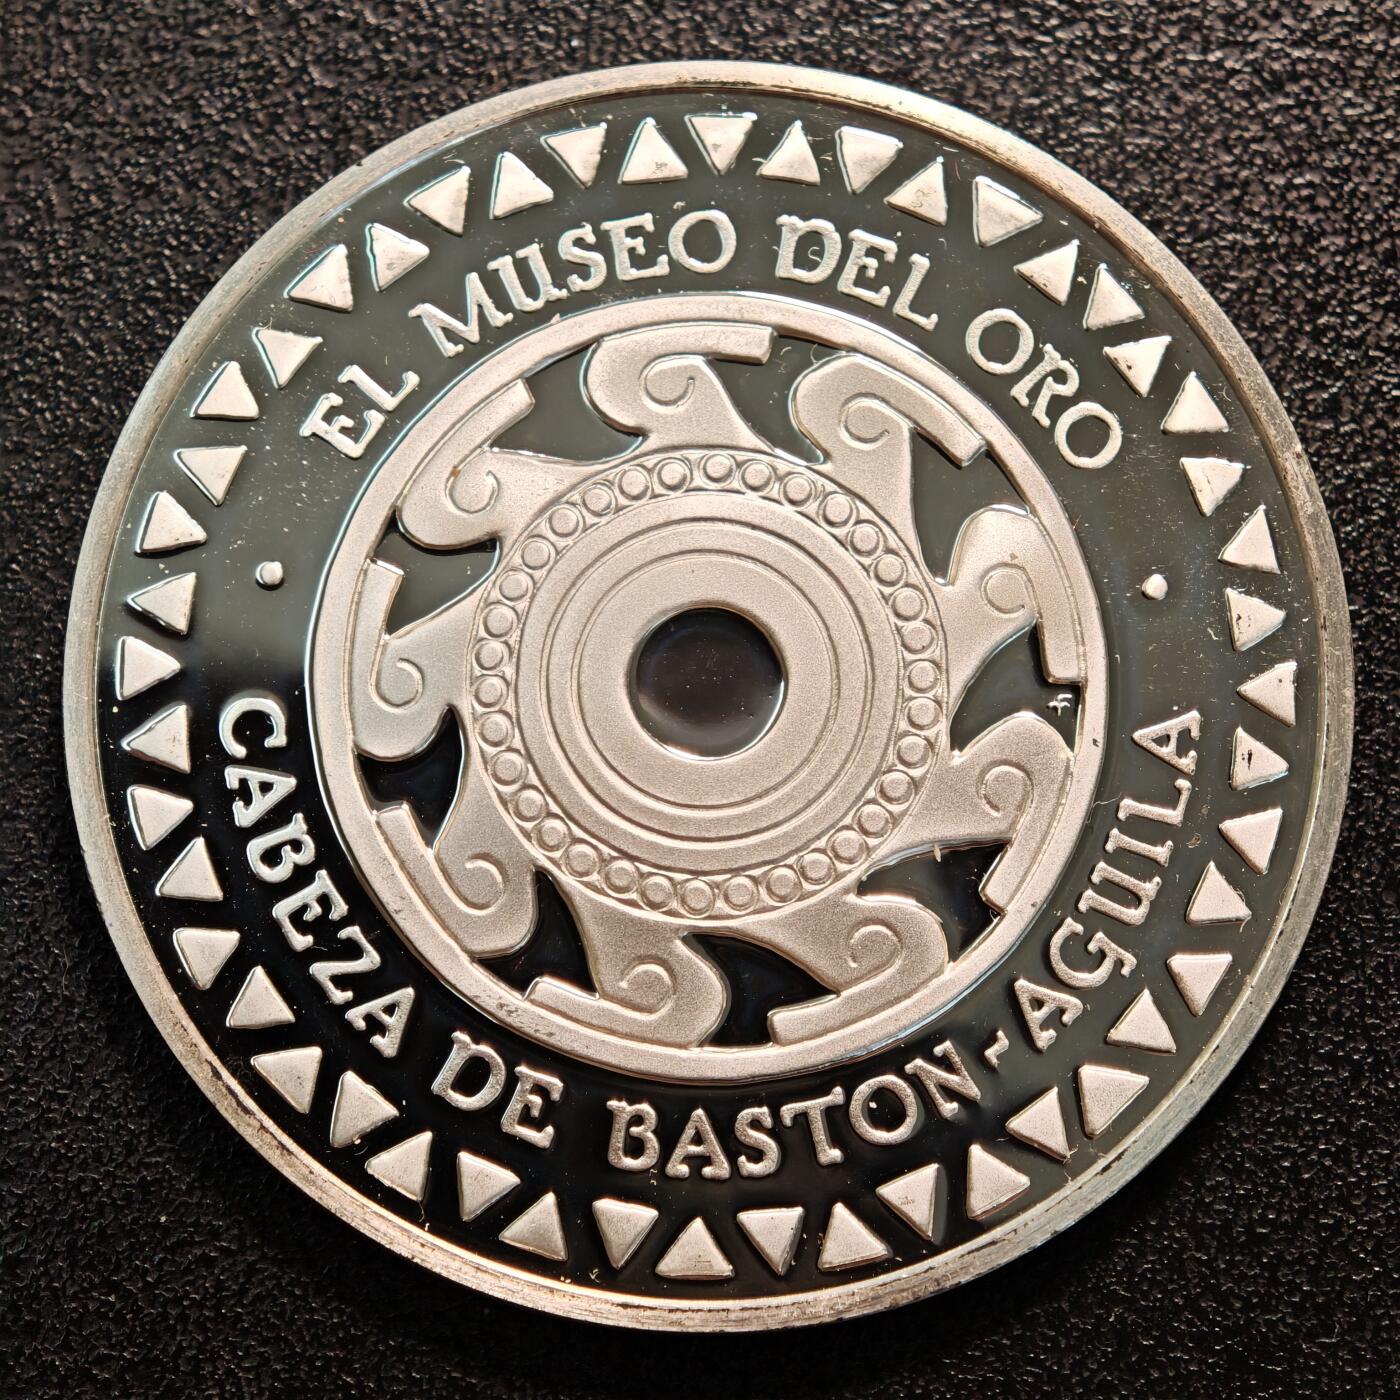 EL MUSEO DEL ORO
CABEZA DE BASTON-AGUILA